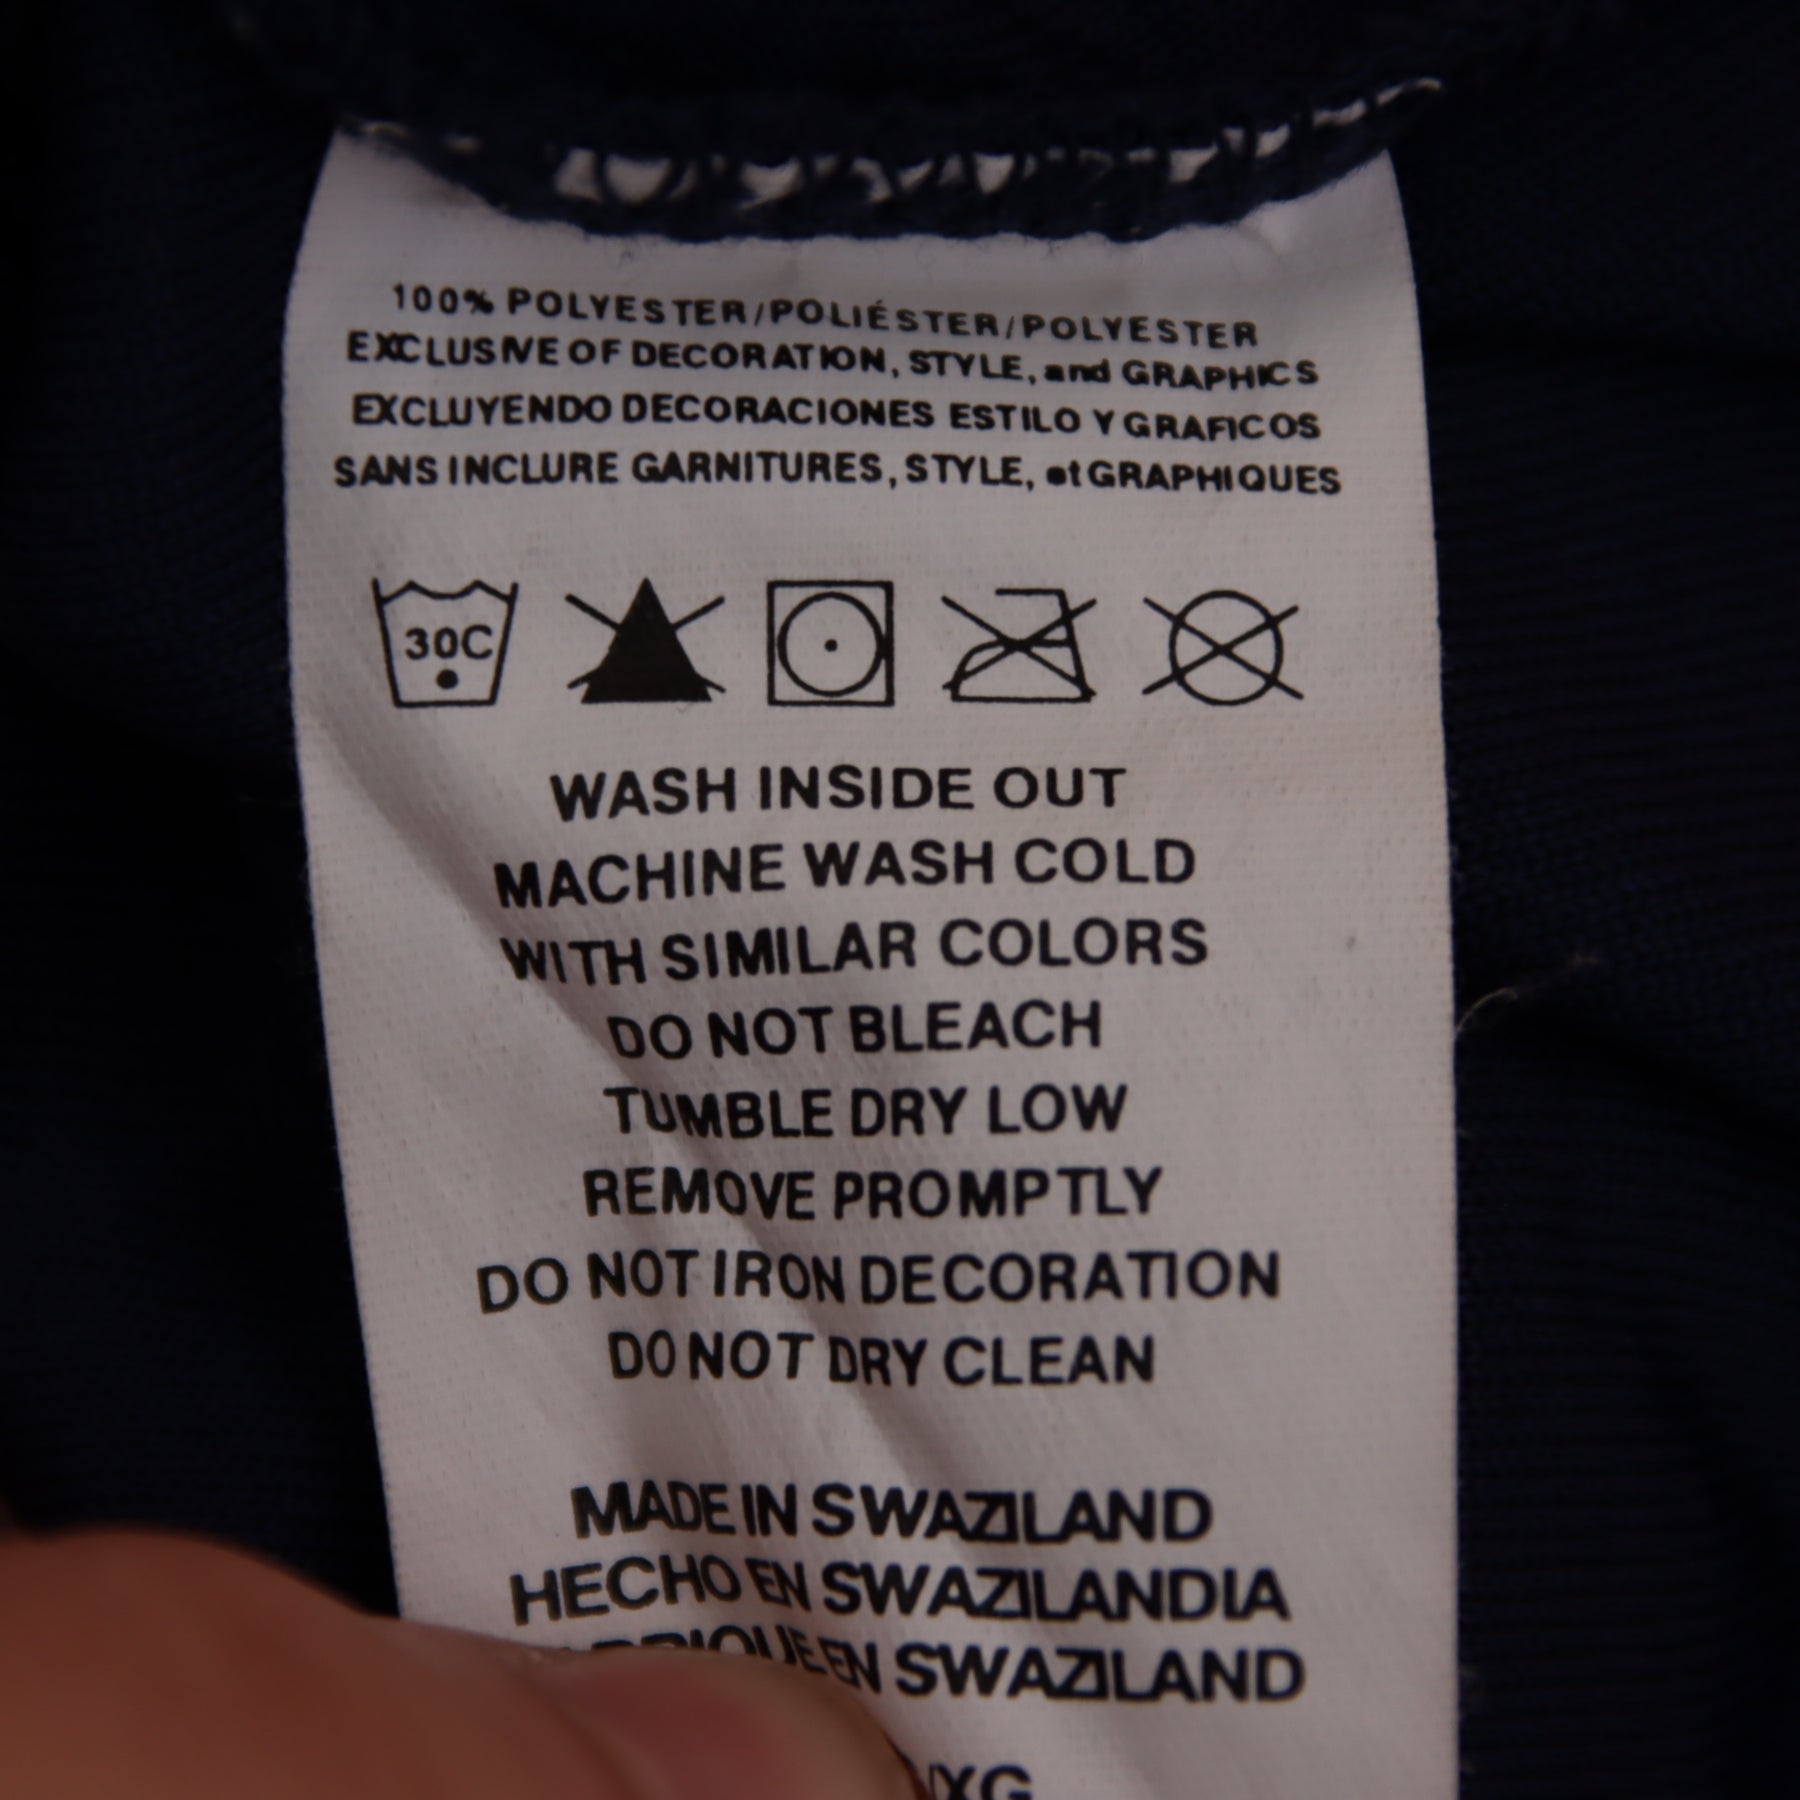 100% POLYESTER/POLIÉSTER/POLYESTER
EXCLUSIVE OF DECORATION, STYLE, and GRAPHICS
EXCLUYENDO DECORACIONES ESTILO Y GRAFICOS
SANS INCLURE GARNITURES, STYLE, et GRAPHIQUES
30C
WASH INSIDE OUT
MACHINE WASH COLD
WITH SIMILAR COLORS
DO NOT BLEACH
TUMBLE DRY LOW
REMOVE PROMPTLY
DO NOT IRON DECORATION
DO NOT DRY CLEAN
MADE IN SWAZILAND
HECHO EN SWAZILANDIA
EN SWAZILAND
/XG